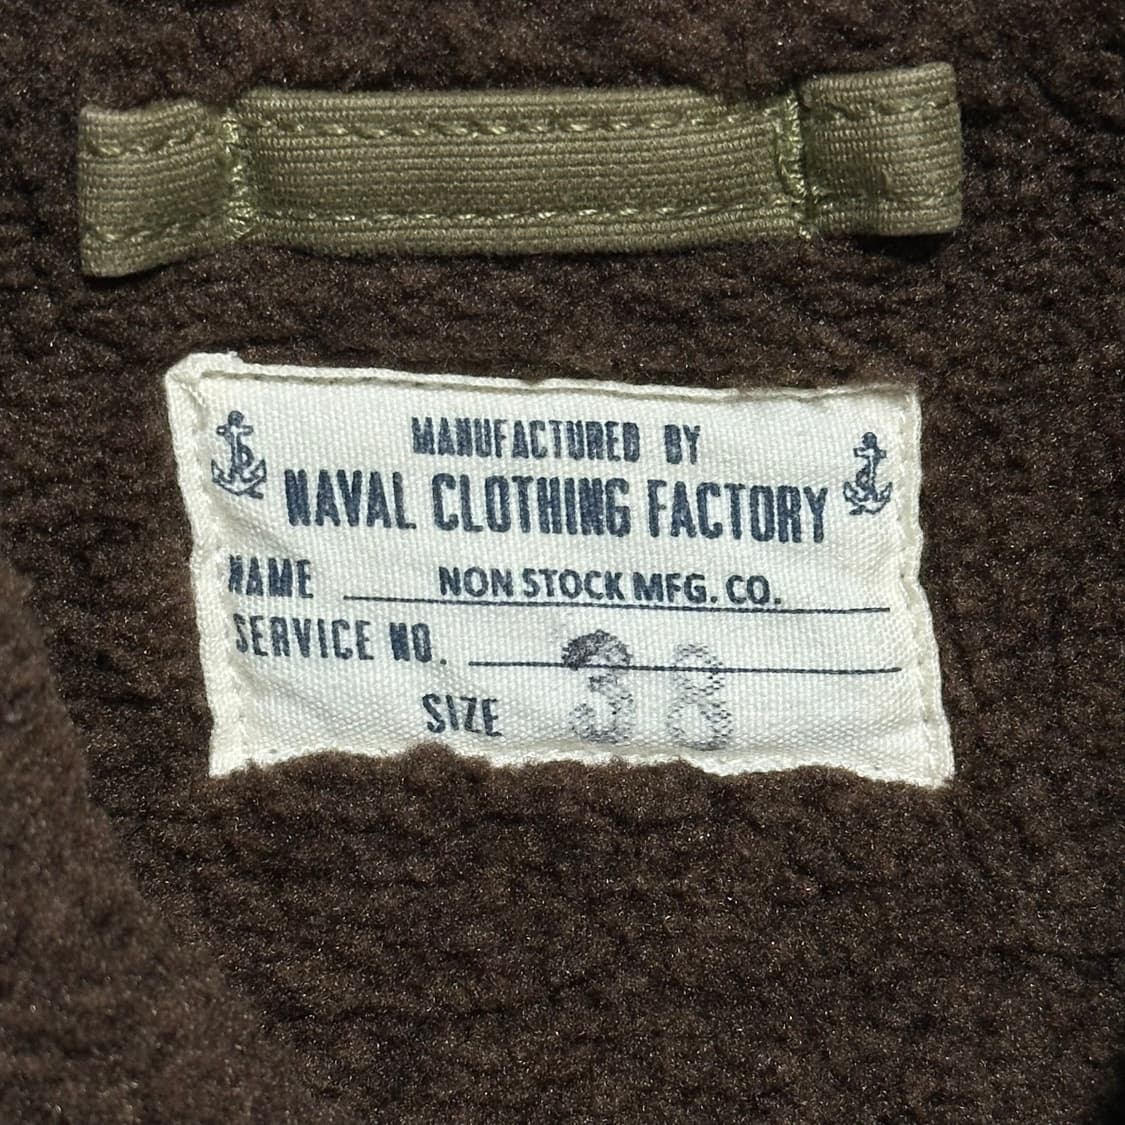 MANUFACTURED BY
NAVAL CLOTHING FACTORY
NAME NON STOCK MFG. CO.
SERVICE NO.
SIZE 38